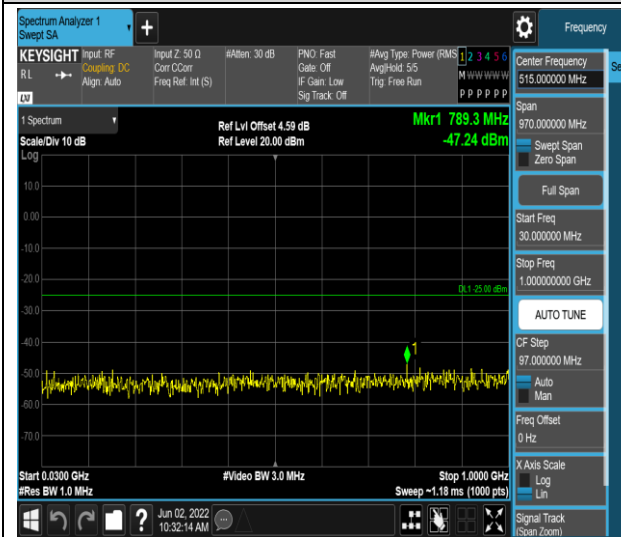 Spectrum Analyzer 1
Swept SA
+
Frequency
KEYSIGHT
RL
LXI
Input: RF
Coupling: DC
Align: Auto
Input Z: 50 Ω
Corr CCorr
Freq Ref: Int (S)
#Atten: 30 dB
PNO: Fast
Gate: Off
IF Gain: Low
Sig Track: Off
#Avg Type: Power (RMS
Avg|Hold: 5/5
Trig: Free Run
1 2 3 4 5 6
M W W W W W
P P P P P P
1 Spectrum
Scale/Div 10 dB
Log
Ref Lvl Offset 4.59 dB
Ref Level 20.00 dBm
Mkr1 789.3 MHz
-47.24 dBm
10.0
0.00
-10.0
-20.0
DL1 -25.00 dBm
-30.0
-40.0
1
-50.0
-60.0
-70.0
Start 0.0300 GHz
#Res BW 1.0 MHz
#Video BW 3.0 MHz
Stop 1.0000 GHz
Sweep ~1.18 ms (1000 pts)
?
Jun 02, 2022
10:32:14 AM
Center Frequency
515.000000 MHz
Se
Span
970.000000 MHz
Swept Span
Zero Span
Full Span
Start Freq
30.000000 MHz
Stop Freq
1.000000000 GHz
AUTO TUNE
CF Step
97.000000 MHz
Auto
Man
Freq Offset
0 Hz
X Axis Scale
Log
Lin
Signal Track
(Span Zoom)